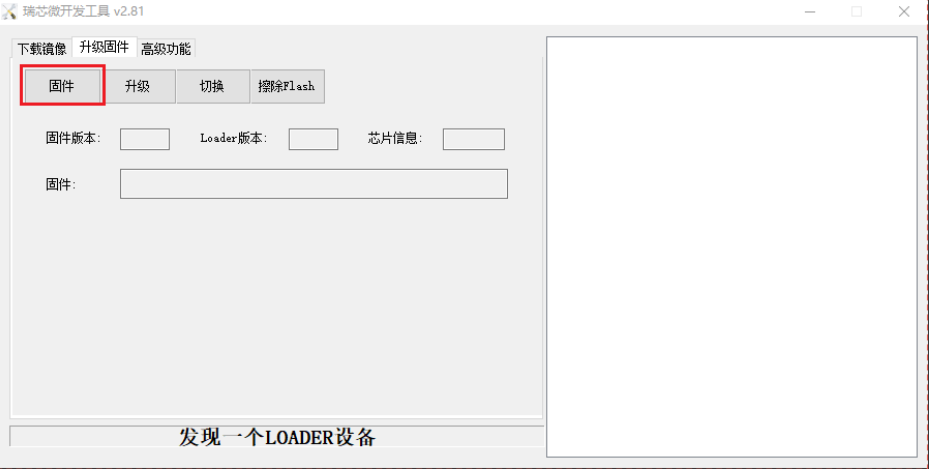 瑞芯微开发工具 v2.81
下载镜像 升级固件 高级功能
固件 升级 切换 擦除Flash
固件版本: Loader版本: 芯片信息:
固件:
发现一个LOADER设备